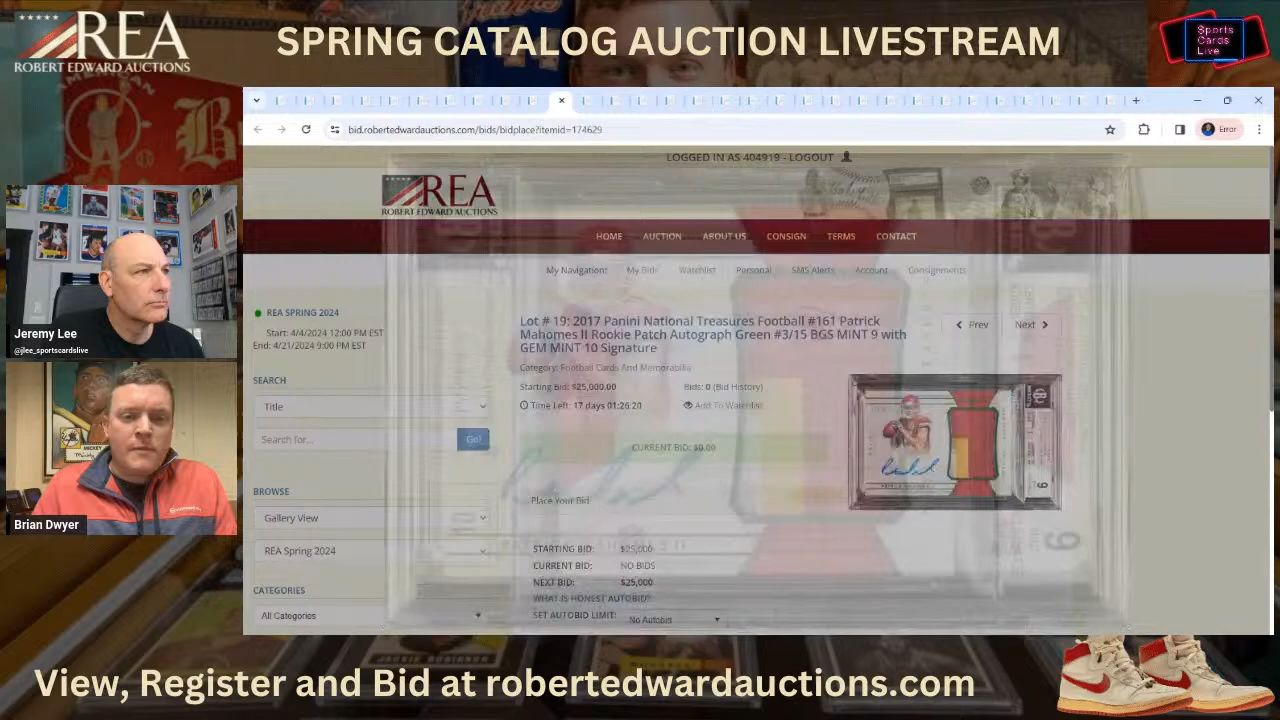 REA
ROBERT EDWARD AUCTIONS
SPRING CATALOG AUCTION LIVESTREAM
Sports
Cards
Live
bid.robertedwardauctions.com/bids/bidplace?itemid=174629
Error
LOGGED IN AS 404919 - LOGOUT
REA
ROBERT EDWARD AUCTIONS
HOME AUCTION ABOUT US CONSIGN TERMS CONTACT
My Navigation: My Bids Watchlist Personal SMS Alerts Account Consignments
REA SPRING 2024
Start: 4/4/2024 12:00 PM EST
End: 4/21/2024 9:00 PM EST
SEARCH
Title
Search for...
Go!
BROWSE
Gallery View
REA Spring 2024
CATEGORIES
All Categories
Lot # 19: 2017 Panini National Treasures Football #161 Patrick
Mahomes II Rookie Patch Autograph Green #3/15 BGS MINT 9 with
GEM MINT 10 Signature
Prev Next
Category: Football Cards And Memorabilia
Starting Bid: $25,000.00 Bids: 0 (Bid History)
Time Left: 17 days 01:26:20 Add To Watchlist
CURRENT BID: $0.00
Place Your Bid
STARTING BID: $25,000
CURRENT BID: NO BIDS
NEXT BID: $25,000
WHAT IS HONEST AUTOBID?
SET AUTOBID LIMIT: No Autobid
9
9
Jeremy Lee
@jlee_sportscardslive
MICKEY
Brian Dwyer
JACKIE ROBINSON
View, Register and Bid at robertedwardauctions.com